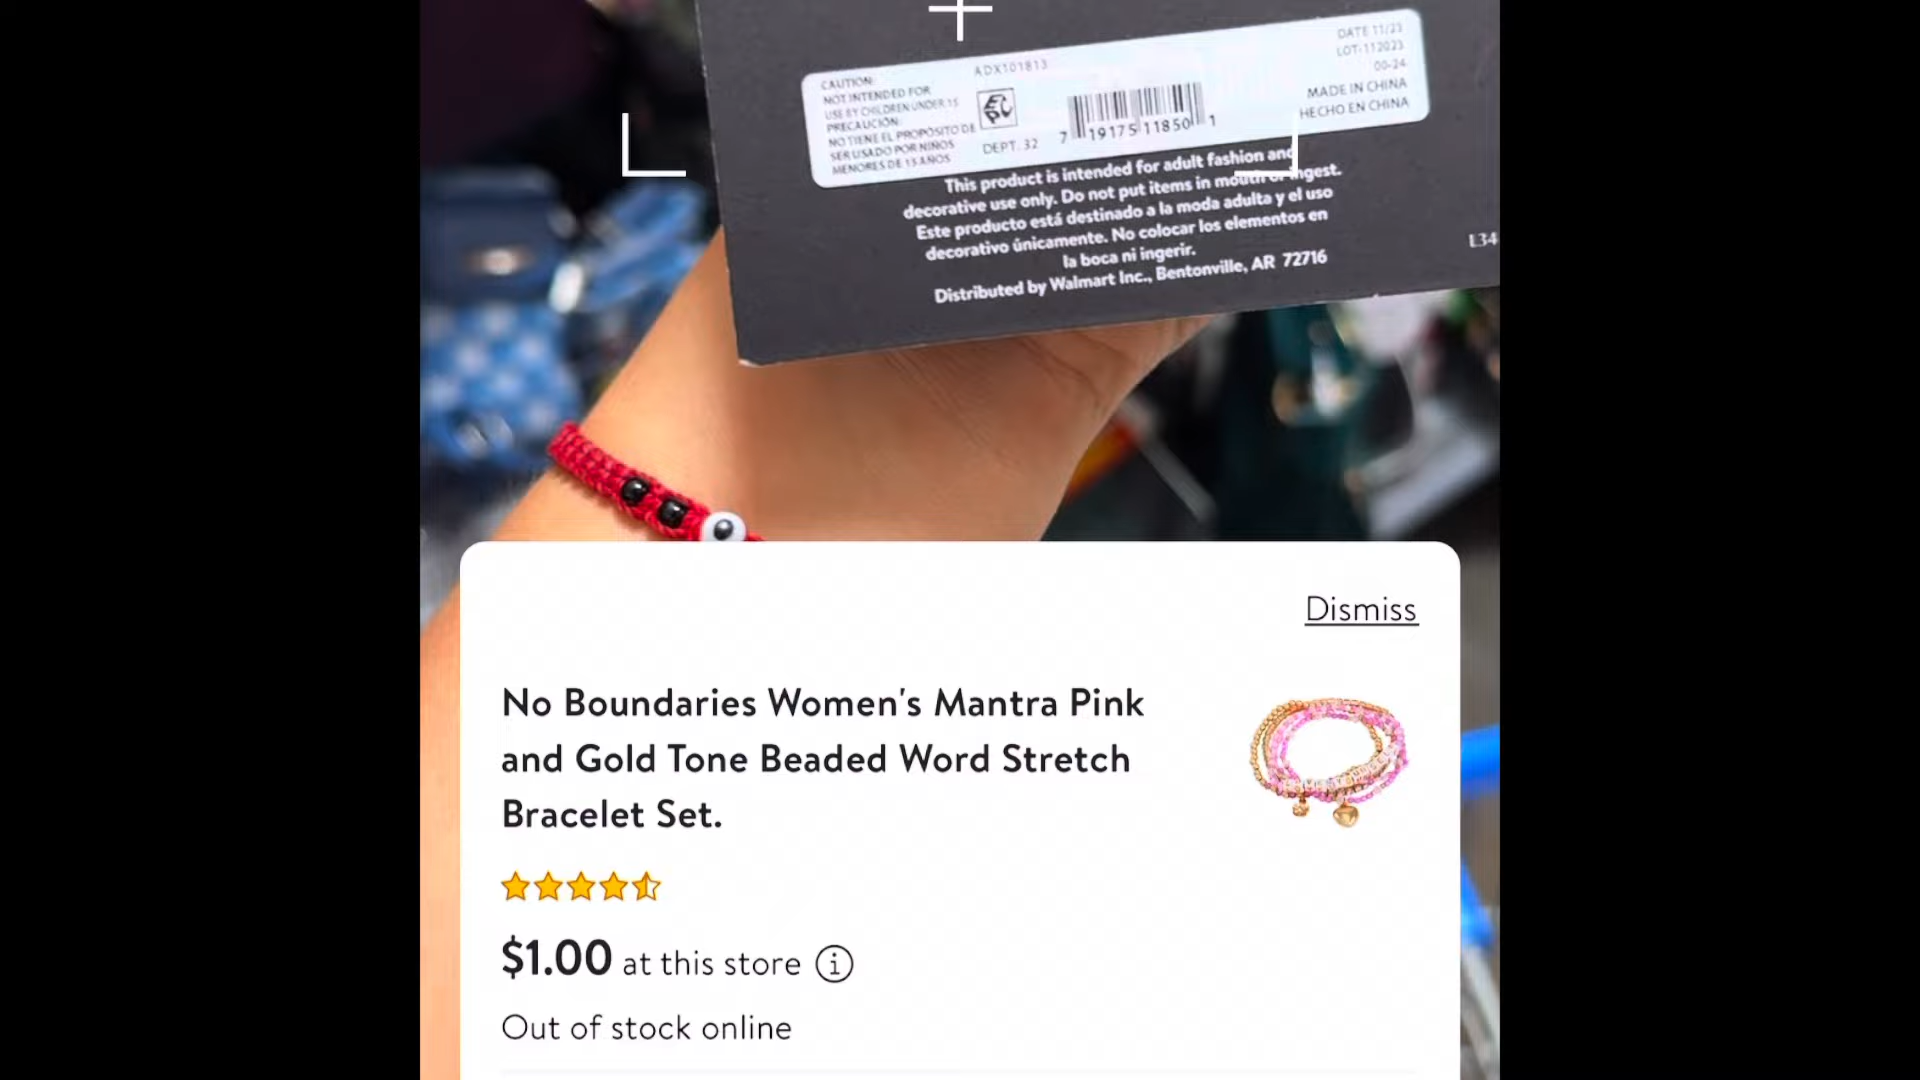 CAUTION:
NOT INTENDED FOR
USE BY CHILDREN UNDER 15
PRECAUCIÓN:
NO TIENE EL PROPÓSITO DE
SER USADO POR NIÑOS
MENORES DE 15 AÑOS
ADX101813
DEPT. 32
7 19175 11850 1
DATE 11/23
LOT-112023
00-24
MADE IN CHINA
HECHO EN CHINA
This product is intended for adult fashion and
decorative use only. Do not put items in mouth or ingest.
Este producto está destinado a la moda adulta y el uso
decorativo únicamente. No colocar los elementos en
la boca ni ingerir.
Distributed by Walmart Inc., Bentonville, AR 72716
L34
Dismiss
No Boundaries Women's Mantra Pink
and Gold Tone Beaded Word Stretch
Bracelet Set.
$1.00 at this store
Out of stock online